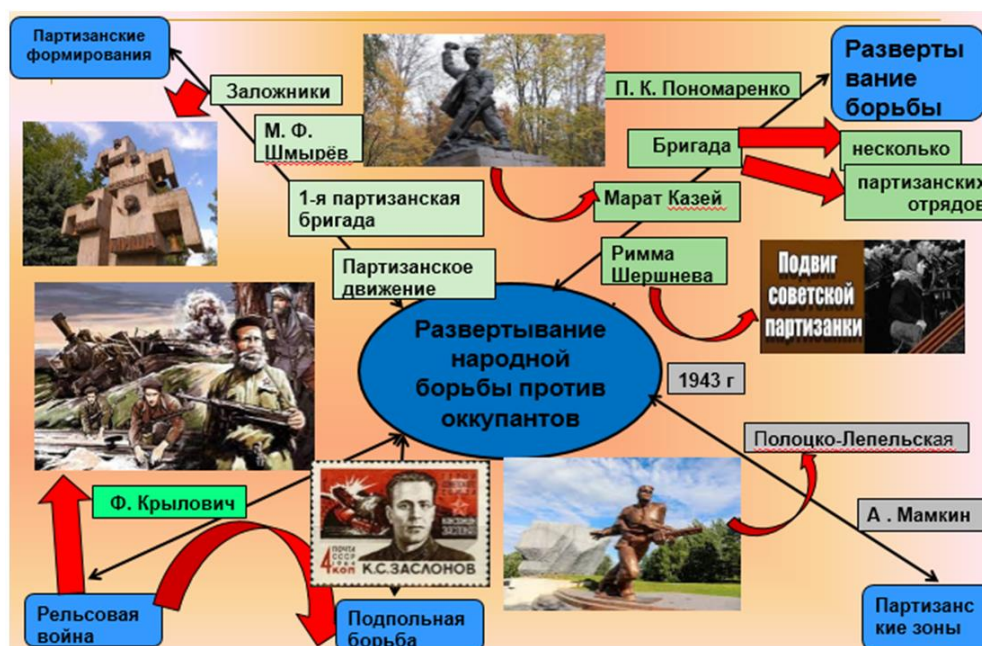 Партизанские
формирования
Заложники
М. Ф.
Шмырёв
1-я партизанская
бригада
Партизанское
движение
П. К. Пономаренко
Разверты
вание
борьбы
Бригада
несколько
партизанских
отрядов
Марат Казей
Римма
Шершнева
МИША
Подвиг
советской
партизанки
Развертывание
народной
борьбы против
оккупантов
1943 г
Полоцко-Лепельская
А . Мамкин
Ф. Крылович
ПОЧТА
СССР
1964
4
КОП
К.С.ЗАСЛОНОВ
Рельсовая
война
Подпольная
борьба
Партизанс
кие зоны